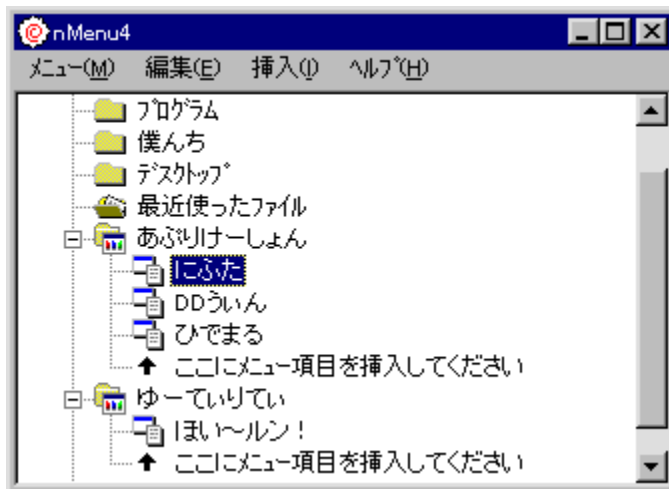 nMenu4
ﾒﾆｭｰ(M) 編集(E) 挿入(I) ﾍﾙﾌﾟ(H)
ﾌﾟﾛｸﾞﾗﾑ
僕んち
ﾃﾞｽｸﾄｯﾌﾟ
最近使ったﾌｧｲﾙ
あぷりけーしょん
にふた
DDうぃん
ひでまる
ここにﾒﾆｭｰ項目を挿入してください
ゆーてぃりてい
ほい〜ルン！
ここにﾒﾆｭｰ項目を挿入してください